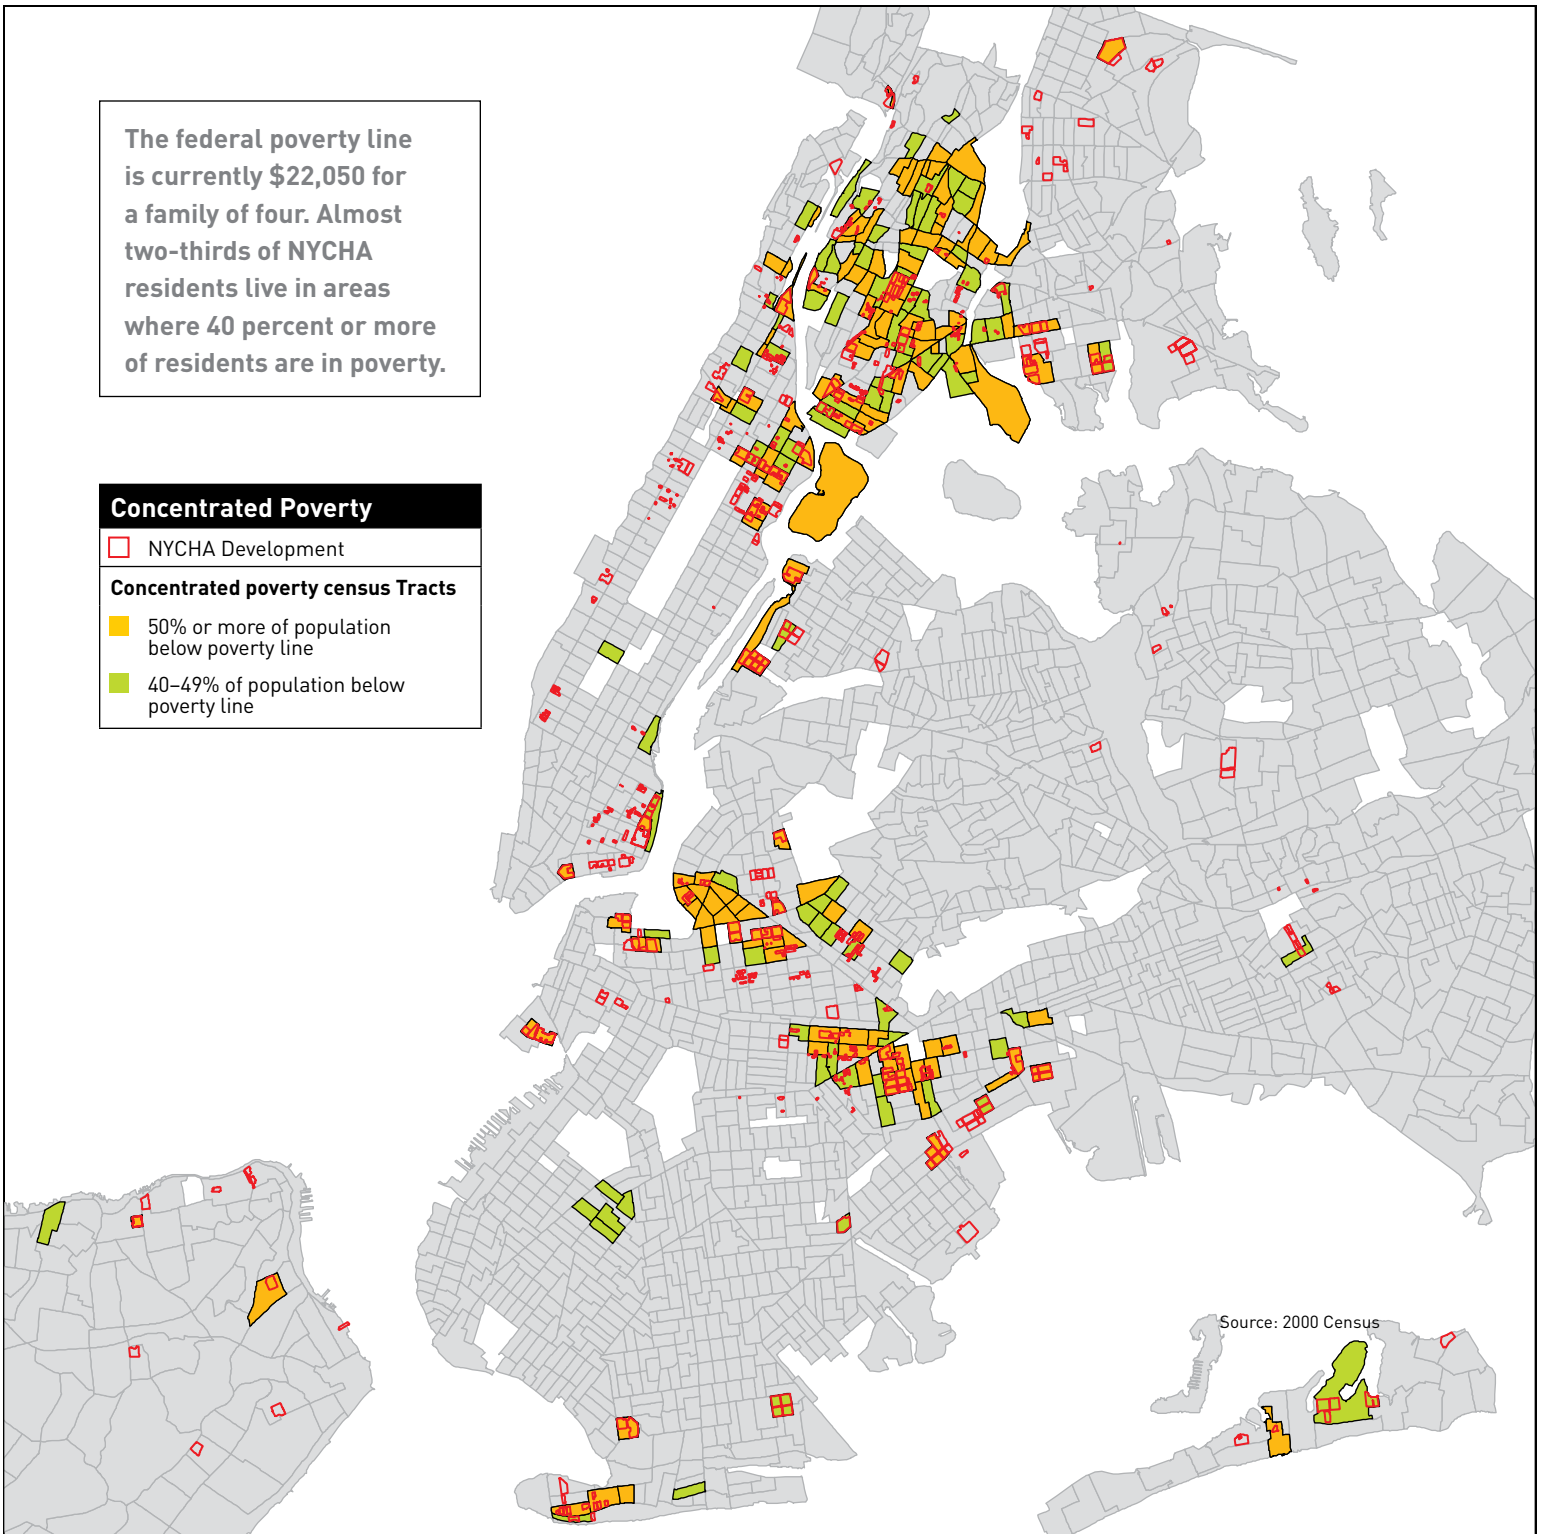 The federal poverty line
is currently $22,050 for
a family of four. Almost
two-thirds of NYCHA
residents live in areas
where 40 percent or more
of residents are in poverty.
Concentrated Poverty
NYCHA Development
Concentrated poverty census Tracts
50% or more of population
below poverty line
40–49% of population below
poverty line
Source: 2000 Census